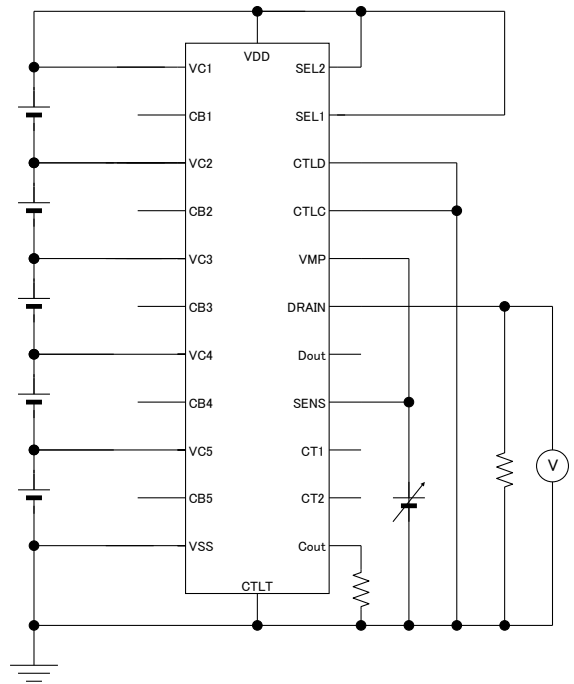 VDD
VC1
SEL2
CB1
SEL1
VC2
CTLD
CB2
CTLC
VC3
VMP
CB3
DRAIN
VC4
Dout
CB4
SENS
VC5
CT1
V
CB5
CT2
VSS
Cout
CTLT